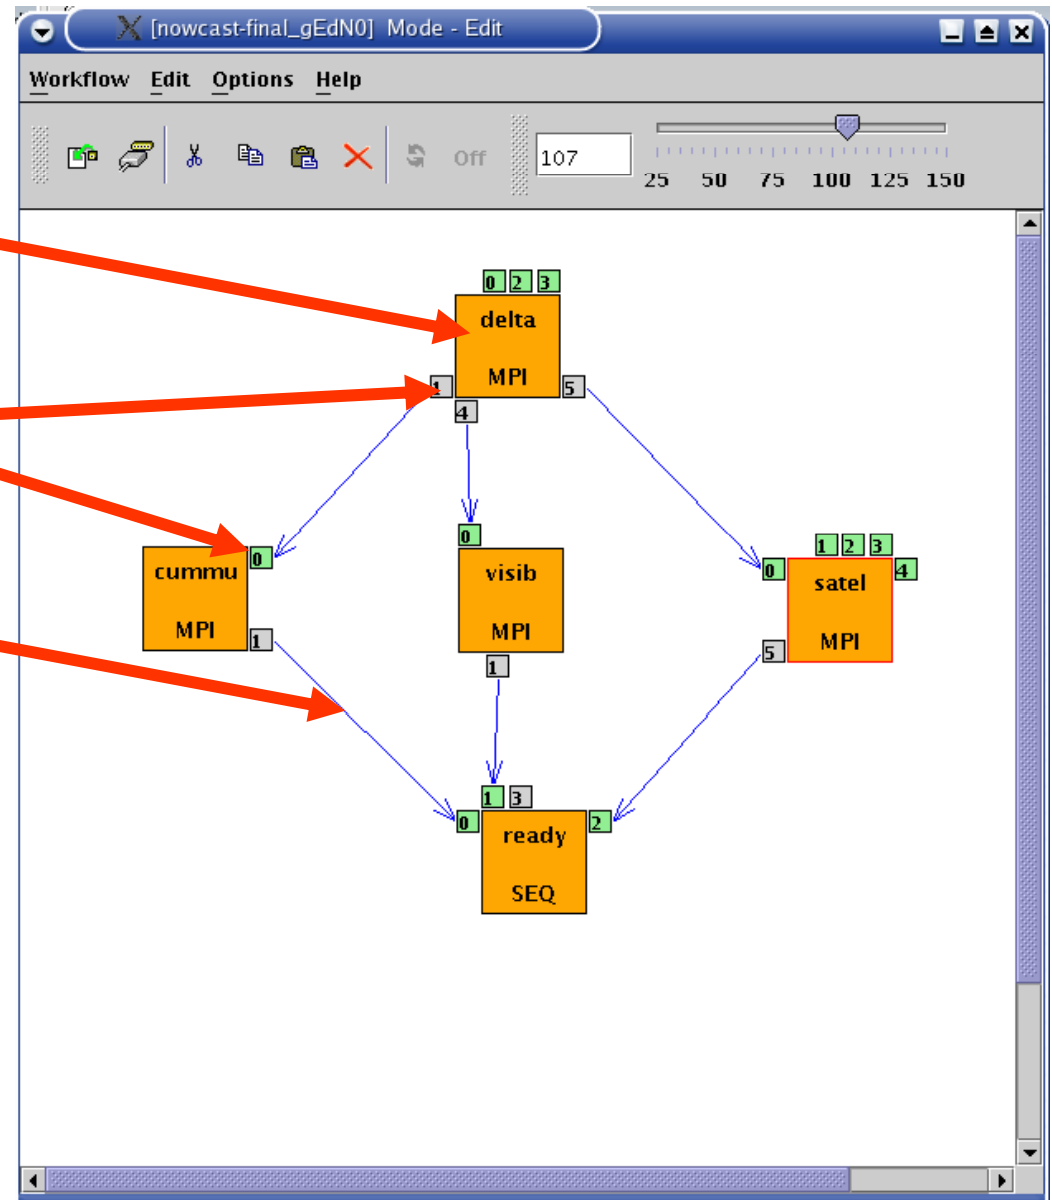 [nowcast-final_gEdN0] Mode - Edit
Workflow Edit Options Help
Off 107
25 50 75 100 125 150
0 2 3
delta
MPI
1 5
4
0
cummu
MPI
1
0
visib
MPI
1
1 2 3
0 4
satel
MPI
5
1 3
0 2
ready
SEQ